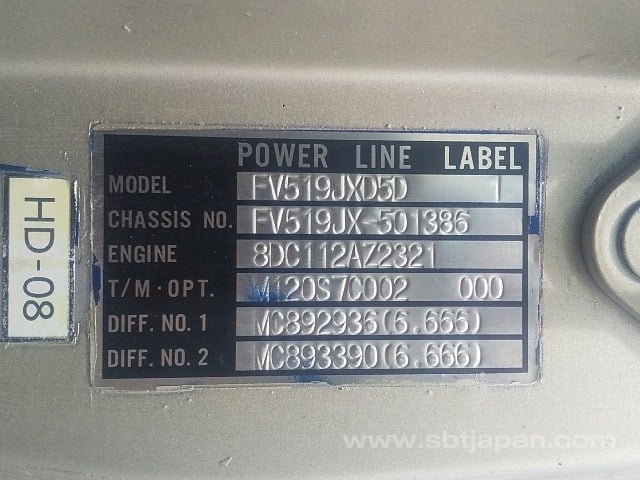 POWER LINE LABEL
MODEL FV519JXD5D 1
CHASSIS NO. FV519JX-501386
ENGINE 8DC112AZ2321
T/M·OPT. M120S7C002 000
DIFF. NO. 1 MC892936(6.666)
DIFF. NO. 2 MC893390(6.666)
HD-08
www.sbtjapan.com